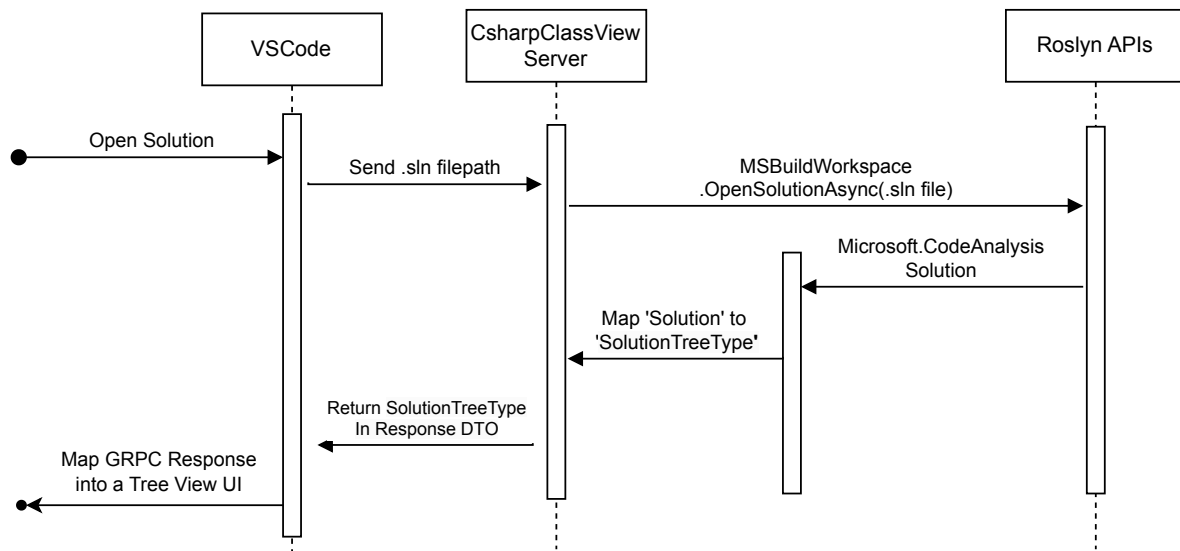 VSCode
CsharpClassView
Server
Roslyn APIs
Open Solution
Send .sln filepath
MSBuildWorkspace
.OpenSolutionAsync(.sln file)
Microsoft.CodeAnalysis
Solution
Map 'Solution' to
'SolutionTreeType'
Return SolutionTreeType
In Response DTO
Map GRPC Response
into a Tree View UI